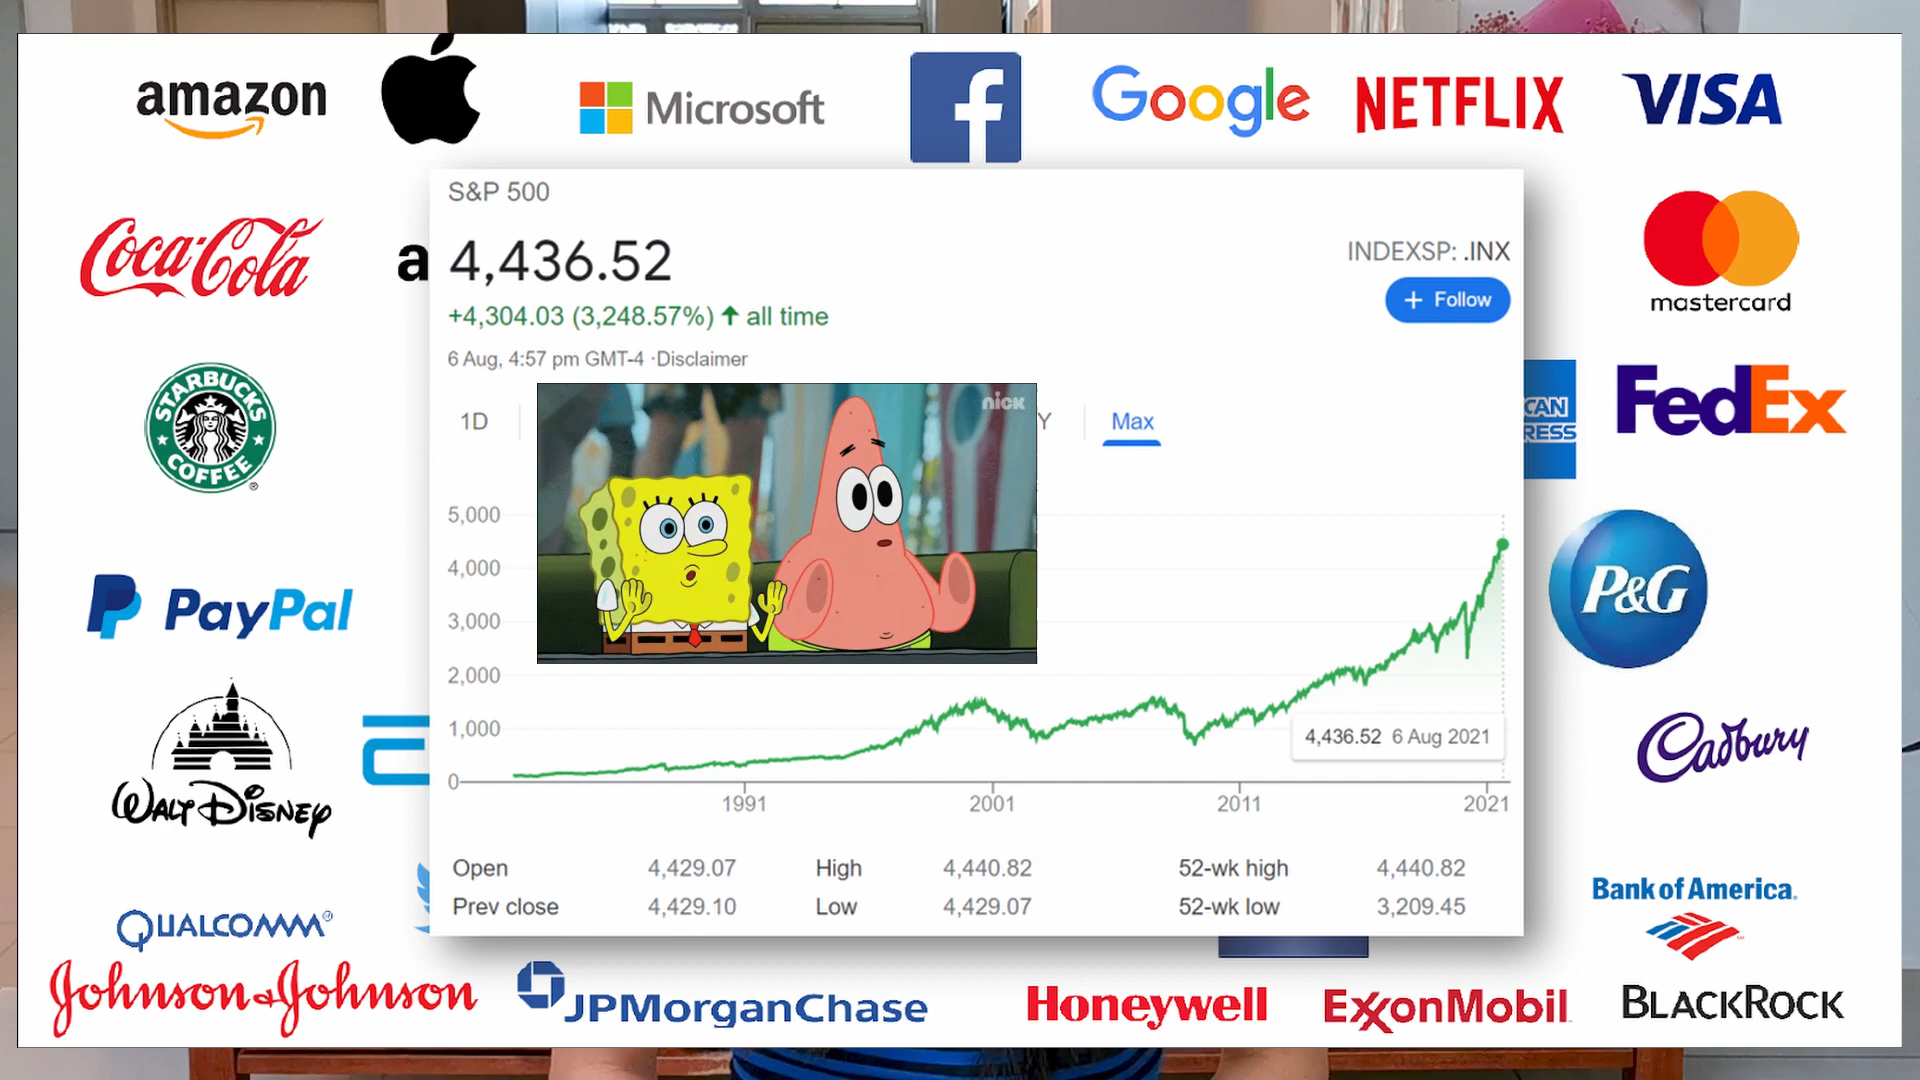 amazon
Microsoft
f
Google
NETFLIX
VISA
Coca-Cola
a
mastercard
STARBUCKS
COFFEE
®
CAN
RESS
FedEx
PayPal
P&G
WALT DISNEY
Cadbury
QUALCOMM®
Bank of America
Johnson & Johnson
JPMorganChase
Honeywell
ExxonMobil
BLACKROCK
S&P 500
4,436.52
INDEXSP: .INX
+ Follow
+4,304.03 (3,248.57%) ↑ all time
6 Aug, 4:57 pm GMT-4 · Disclaimer
1D
Y
Max
nick
5,000
4,000
3,000
2,000
1,000
0
4,436.52 6 Aug 2021
1991
2001
2011
2021
Open 4,429.07 High 4,440.82 52-wk high 4,440.82
Prev close 4,429.10 Low 4,429.07 52-wk low 3,209.45